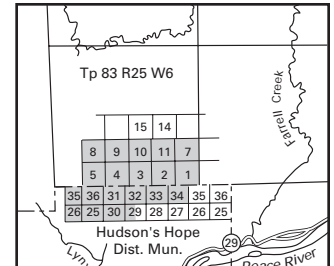 Tp 83 R25 W6
Farrell Creek
15 14
8 9 10 11 7
5 4 3 2 1
35 36 31 32 33 34 35 36
26 25 30 29 28 27 26 25
Hudson's Hope
Dist. Mun.
29
Peace River